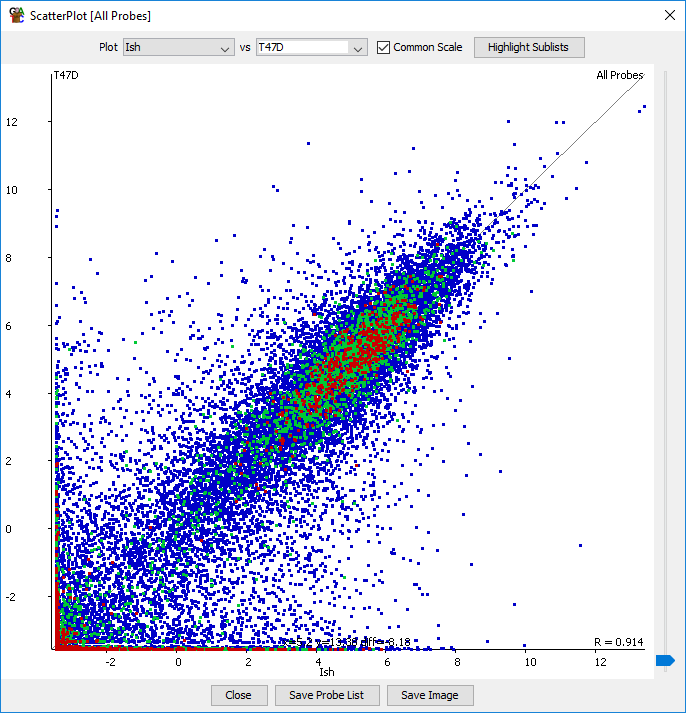 ScatterPlot [All Probes]
Plot Ish vs T47D Common Scale Highlight Sublists
T47D All Probes
12
10
8
6
4
2
0
-2
R = 0.914
-2 0 2 4 6 8 10 12
Ish
Close Save Probe List Save Image